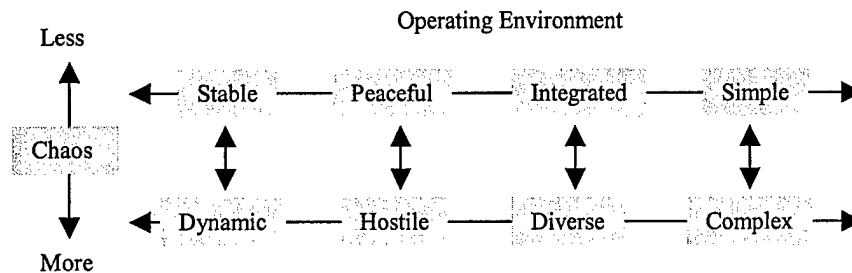 Operating Environment
Less
Stable Peaceful Integrated Simple
Chaos
Dynamic Hostile Diverse Complex
More